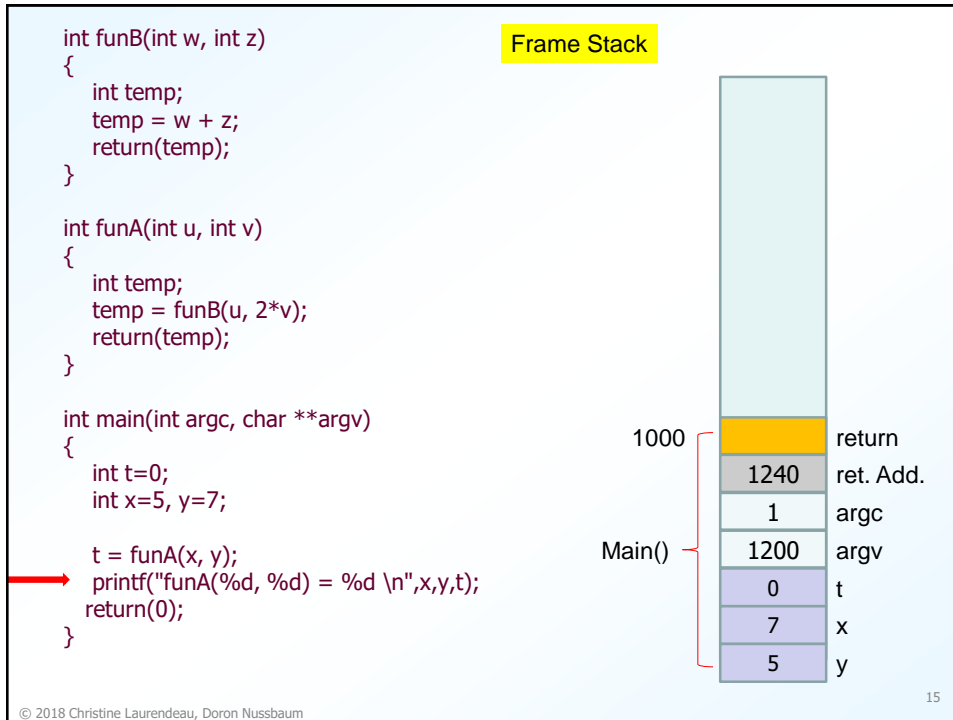 int funB(int w, int z)
{
int temp;
temp = w + z;
return(temp);
}
int funA(int u, int v)
{
int temp;
temp = funB(u, 2*v);
return(temp);
}
int main(int argc, char **argv)
{
int t=0;
int x=5, y=7;
t = funA(x, y);
printf("funA(%d, %d) = %d \n",x,y,t);
return(0);
}
Frame Stack
1000 return
1240 ret. Add.
1 argc
Main() 1200 argv
0 t
7 x
5 y
© 2018 Christine Laurendeau, Doron Nussbaum
15